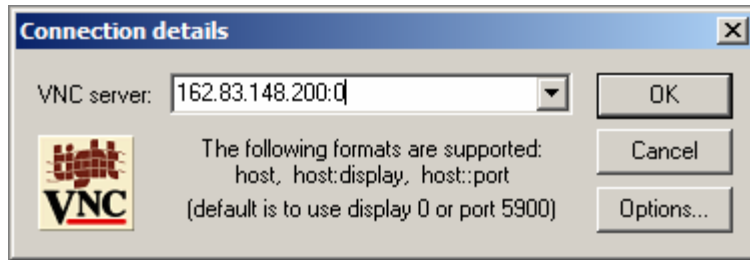 Connection details
VNC server: 162.83.148.200:0 OK
The following formats are supported:
host, host:display, host::port
(default is to use display 0 or port 5900)
Cancel
Options...
tight
VNC